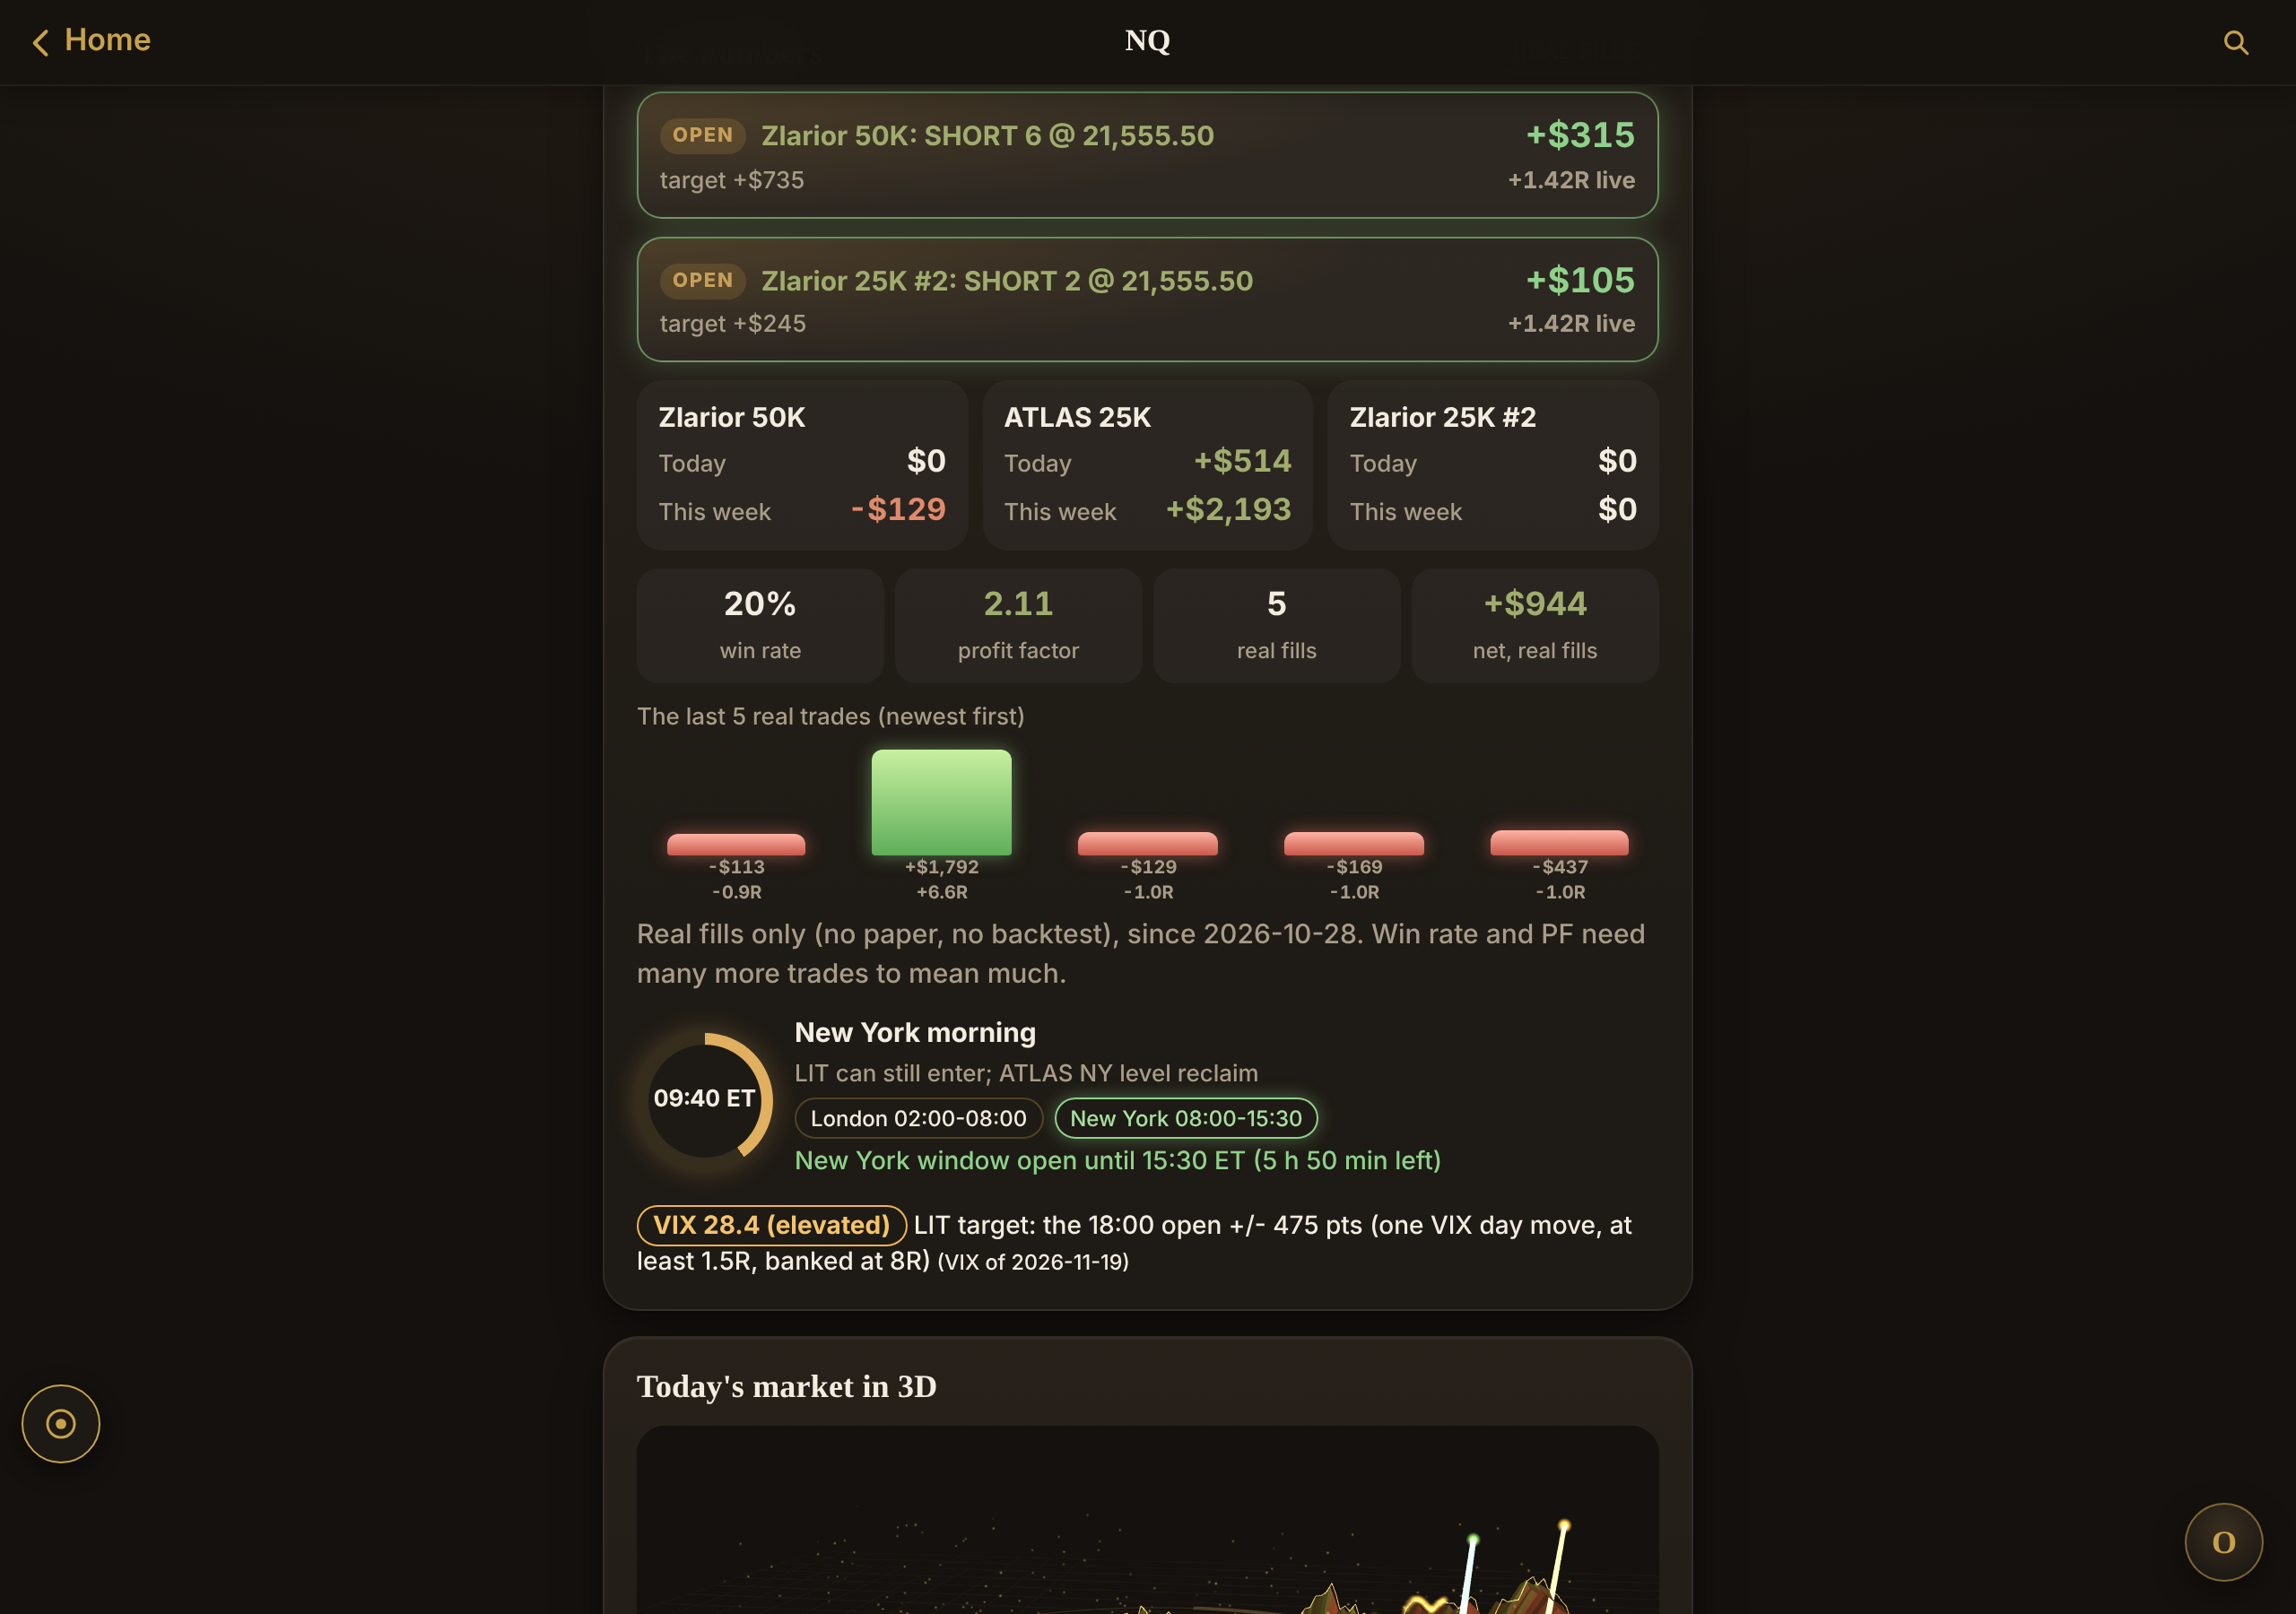 Home
NQ
OPEN Zlarior 50K: SHORT 6 @ 21,555.50 +$315
target +$735 +1.42R live
OPEN Zlarior 25K #2: SHORT 2 @ 21,555.50 +$105
target +$245 +1.42R live
Zlarior 50K
Today $0
This week -$129
ATLAS 25K
Today +$514
This week +$2,193
Zlarior 25K #2
Today $0
This week $0
20%
win rate
2.11
profit factor
5
real fills
+$944
net, real fills
The last 5 real trades (newest first)
-$113
-0.9R
+$1,792
+6.6R
-$129
-1.0R
-$169
-1.0R
-$437
-1.0R
Real fills only (no paper, no backtest), since 2026-10-28. Win rate and PF need
many more trades to mean much.
09:40 ET
New York morning
LIT can still enter; ATLAS NY level reclaim
London 02:00-08:00 New York 08:00-15:30
New York window open until 15:30 ET (5 h 50 min left)
VIX 28.4 (elevated) LIT target: the 18:00 open +/- 475 pts (one VIX day move, at
least 1.5R, banked at 8R) (VIX of 2026-11-19)
Today's market in 3D
O